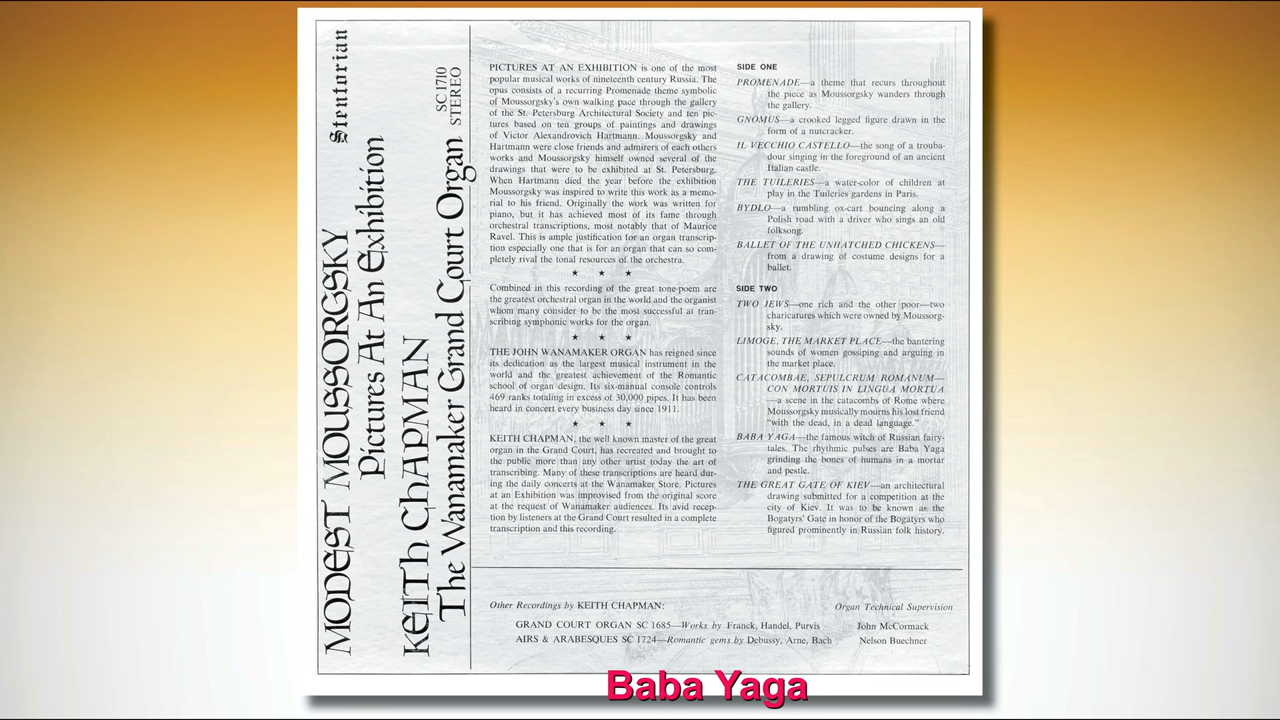 Stentorian
SC 1710
STEREO
MODEST MOUSSORGSKY
Pictures At An Exhibition
KEITH CHAPMAN
The Wanamaker Grand Court Organ
PICTURES AT AN EXHIBITION is one of the most
popular musical works of nineteenth century Russia. The
opus consists of a recurring Promenade theme symbolic
of Moussorgsky's own walking pace through the gallery
of the St. Petersburg Architectural Society and ten pic-
tures based on ten groups of paintings and drawings
of Victor Alexandrovich Hartmann. Moussorgsky and
Hartmann were close friends and admirers of each others
works and Moussorgsky himself owned several of the
drawings that were to be exhibited at St. Petersburg.
When Hartmann died the year before the exhibition
Moussorgsky was inspired to write this work as a memo-
rial to his friend. Originally the work was written for
piano, but it has achieved most of its fame through
orchestral transcriptions, most notably that of Maurice
Ravel. This is ample justification for an organ transcrip-
tion especially one that is for an organ that can so com-
pletely rival the tonal resources of the orchestra.
★ ★ ★
Combined in this recording of the great tone-poem are
the greatest orchestral organ in the world and the organist
whom many consider to be the most successful at tran-
scribing symphonic works for the organ.
★ ★ ★
THE JOHN WANAMAKER ORGAN has reigned since
its dedication as the largest musical instrument in the
world and the greatest achievement of the Romantic
school of organ design. Its six-manual console controls
469 ranks totaling in excess of 30,000 pipes. It has been
heard in concert every business day since 1911.
★ ★ ★
KEITH CHAPMAN, the well known master of the great
organ in the Grand Court, has recreated and brought to
the public more than any other artist today the art of
transcribing. Many of these transcriptions are heard dur-
ing the daily concerts at the Wanamaker Store. Pictures
at an Exhibition was improvised from the original score
at the request of Wanamaker audiences. Its avid recep-
tion by listeners at the Grand Court resulted in a complete
transcription and this recording.
SIDE ONE
PROMENADE—a theme that recurs throughout
the piece as Moussorgsky wanders through
the gallery.
GNOMUS—a crooked legged figure drawn in the
form of a nutcracker.
IL VECCHIO CASTELLO—the song of a trouba-
dour singing in the foreground of an ancient
Italian castle.
THE TUILERIES—a water-color of children at
play in the Tuileries gardens in Paris.
BYDLO—a rumbling ox-cart bouncing along a
Polish road with a driver who sings an old
folksong.
BALLET OF THE UNHATCHED CHICKENS—
from a drawing of costume designs for a
ballet.
SIDE TWO
TWO JEWS—one rich and the other poor—two
charicatures which were owned by Moussorg-
sky.
LIMOGE, THE MARKET PLACE—the bantering
sounds of women gossiping and arguing in
the market place.
CATACOMBAE, SEPULCRUM ROMANUM—
CON MORTUIS IN LINGUA MORTUA
—a scene in the catacombs of Rome where
Moussorgsky musically mourns his lost friend
"with the dead, in a dead language."
BABA YAGA—the famous witch of Russian fairy-
tales. The rhythmic pulses are Baba Yaga
grinding the bones of humans in a mortar
and pestle.
THE GREAT GATE OF KIEV—an architectural
drawing submitted for a competition at the
city of Kiev. It was to be known as the
Bogatyrs' Gate in honor of the Bogatyrs who
figured prominently in Russian folk history.
Other Recordings by KEITH CHAPMAN:
GRAND COURT ORGAN SC 1685—Works by Franck, Handel, Purvis
AIRS & ARABESQUES SC 1724—Romantic gems by Debussy, Arne, Bach
Organ Technical Supervision
John McCormack
Nelson Buechner
Baba Yaga